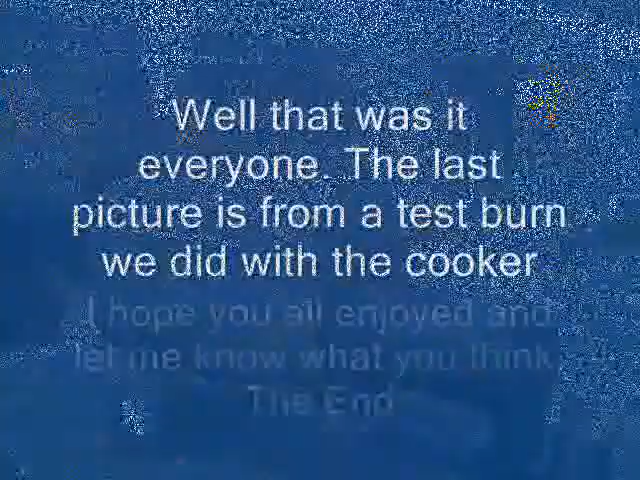 Well that was it
everyone. The last
picture is from a test burn
we did with the cooker
I hope you all enjoyed and
let me know what you think
The End